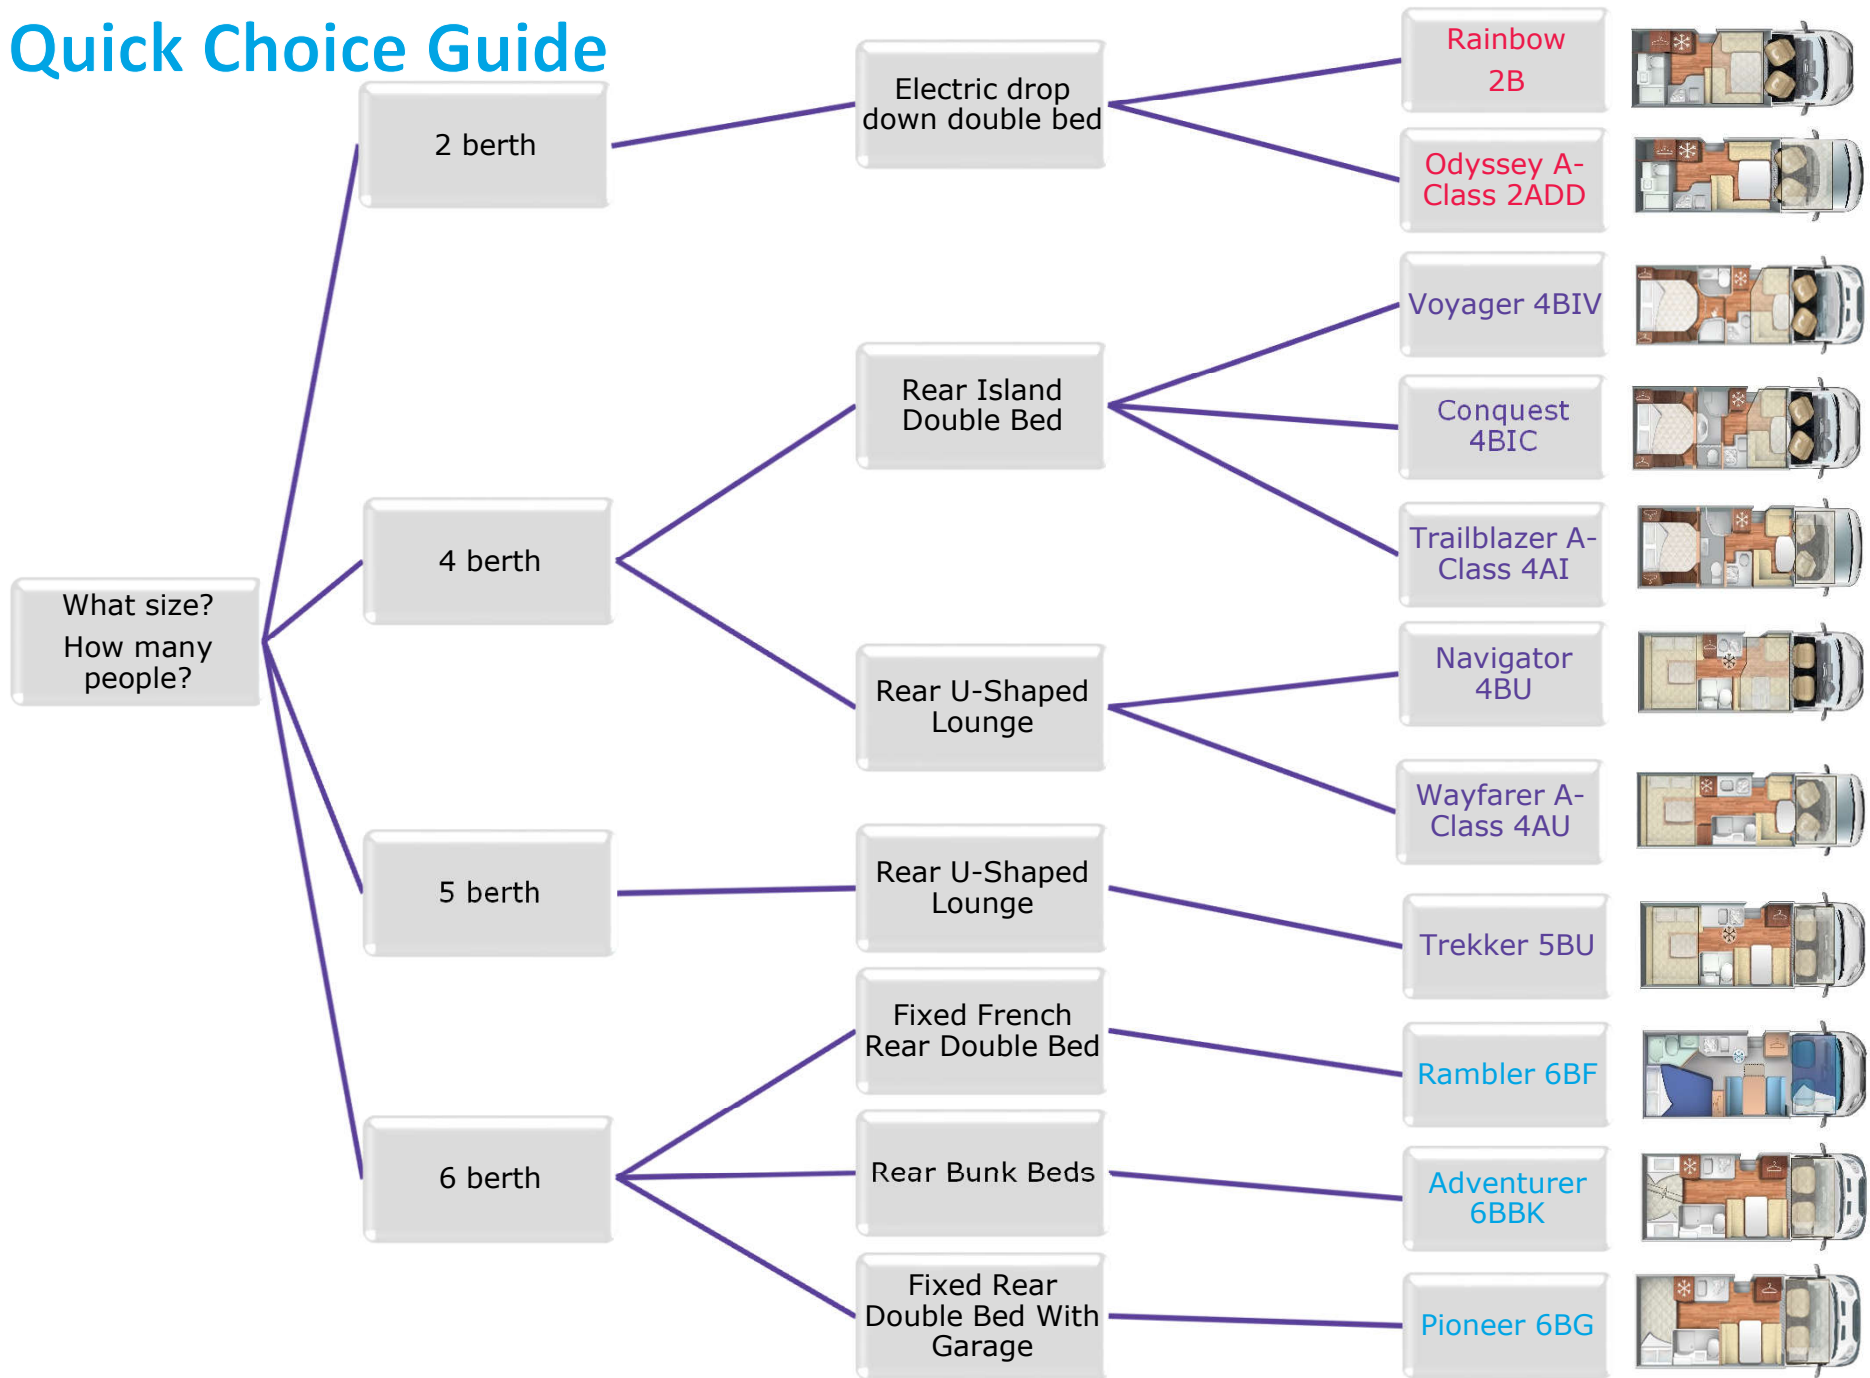 Quick Choice Guide
What size?
How many
people?
2 berth
4 berth
5 berth
6 berth
Electric drop
down double bed
Rear Island
Double Bed
Rear U-Shaped
Lounge
Rear U-Shaped
Lounge
Fixed French
Rear Double Bed
Rear Bunk Beds
Fixed Rear
Double Bed With
Garage
Rainbow
2B
Odyssey A-
Class 2ADD
Voyager 4BIV
Conquest
4BIC
Trailblazer A-
Class 4AI
Navigator
4BU
Wayfarer A-
Class 4AU
Trekker 5BU
Rambler 6BF
Adventurer
6BBK
Pioneer 6BG